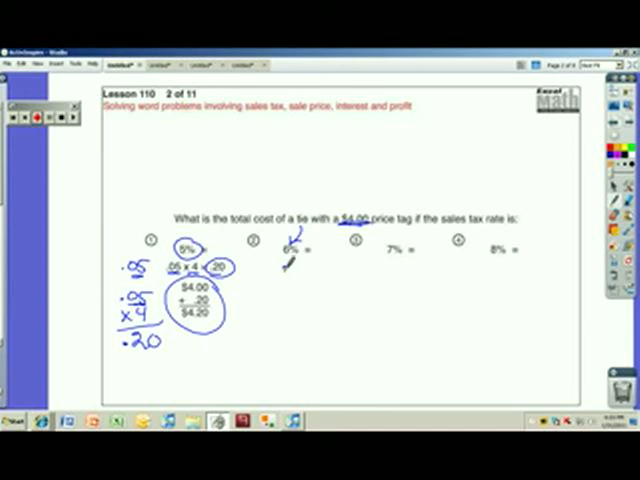 ActivInspire - Studio
Lesson 110 2 of 11
Excel Math
Solving word problems involving sales tax, sale price, interest and profit
What is the total cost of a tie with a $4.00 price tag if the sales tax rate is:
1 5% =
2 6% =
3 7% =
4 8% =
.05 .05 x 4 = .20
.05
x 4
.20
$4.00
+ .20
$4.20